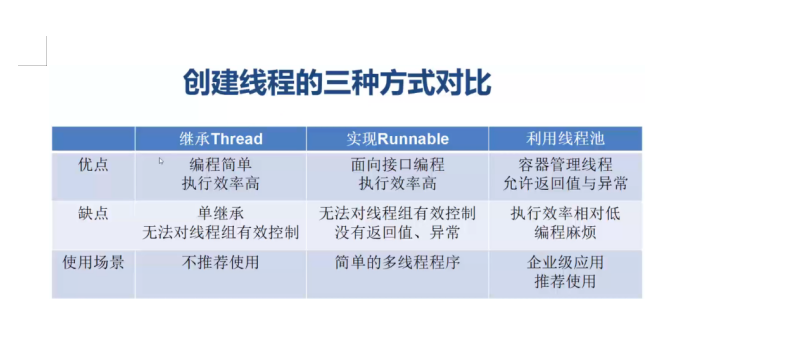 创建线程的三种方式对比
继承Thread 实现Runnable 利用线程池
优点 编程简单 面向接口编程 容器管理线程
执行效率高 执行效率高 允许返回值与异常
缺点 单继承 无法对线程组有效控制 执行效率相对低
无法对线程组有效控制 没有返回值、异常 编程麻烦
使用场景 不推荐使用 简单的多线程程序 企业级应用
推荐使用